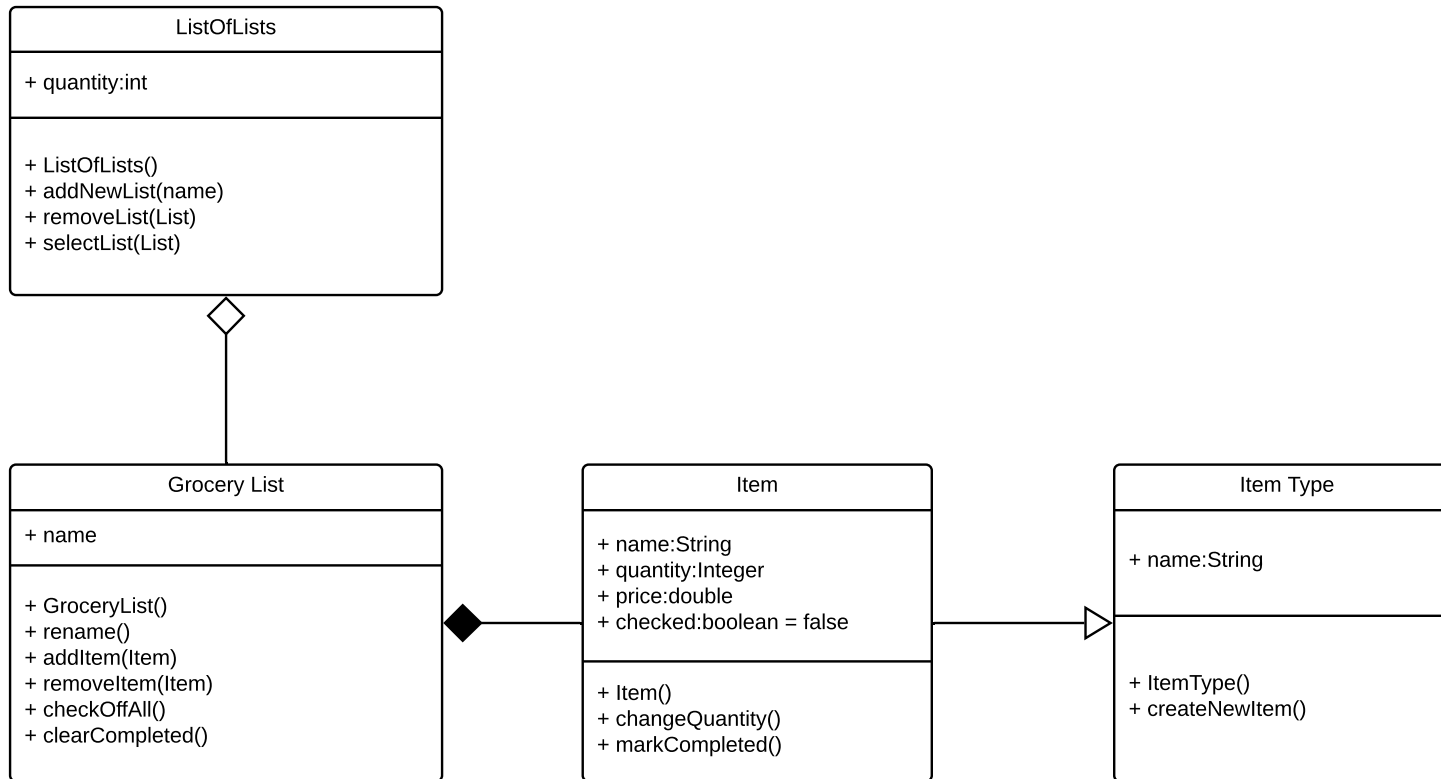 ListOfLists
+ quantity:int
+ ListOfLists()
+ addNewList(name)
+ removeList(List)
+ selectList(List)
Grocery List
+ name
+ GroceryList()
+ rename()
+ addItem(Item)
+ removeItem(Item)
+ checkOffAll()
+ clearCompleted()
Item
+ name:String
+ quantity:Integer
+ price:double
+ checked:boolean = false
+ Item()
+ changeQuantity()
+ markCompleted()
Item Type
+ name:String
+ ItemType()
+ createNewItem()